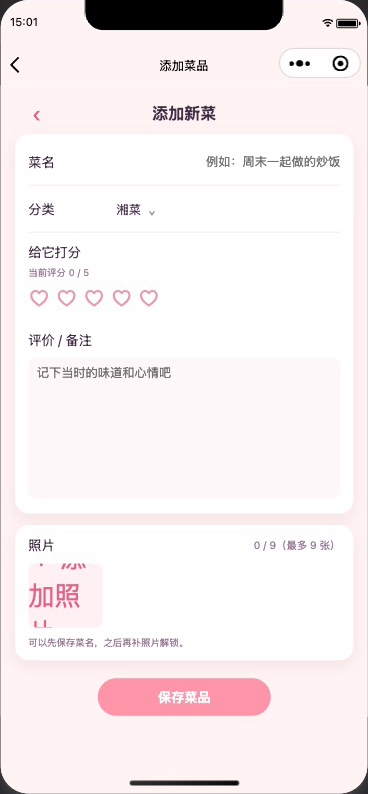 15:01
添加菜品
添加新菜
菜名
例如：周末一起做的炒饭
分类
湘菜
给它打分
当前评分 0 / 5
评价 / 备注
记下当时的味道和心情吧
照片
0 / 9（最多 9 张）
加照
可以先保存菜名，之后再补照片解锁。
保存菜品